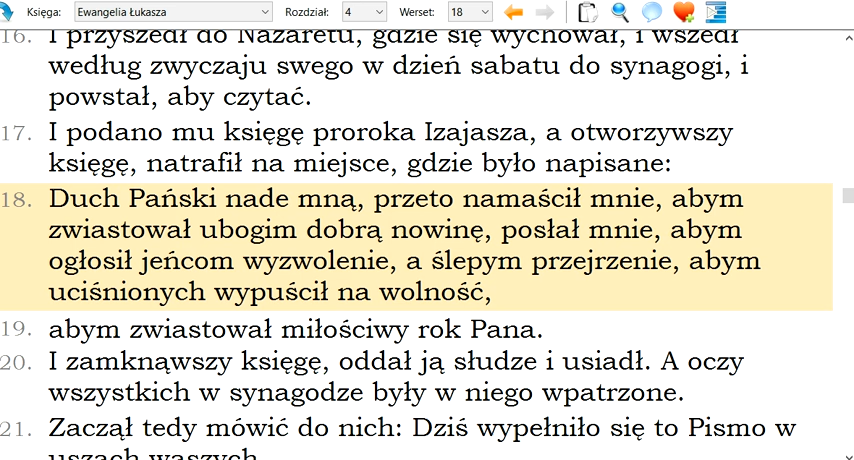 Księga: Ewangelia Łukasza Rozdział: 4 Werset: 18
16. I przyszedł do Nazaretu, gdzie się wychował, i wszedł
według zwyczaju swego w dzień sabatu do synagogi, i
powstał, aby czytać.
17. I podano mu księgę proroka Izajasza, a otworzywszy
księgę, natrafił na miejsce, gdzie było napisane:
18. Duch Pański nade mną, przeto namaścił mnie, abym
zwiastował ubogim dobrą nowinę, posłał mnie, abym
ogłosił jeńcom wyzwolenie, a ślepym przejrzenie, abym
uciśnionych wypuścił na wolność,
19. abym zwiastował miłościwy rok Pana.
20. I zamknąwszy księgę, oddał ją słudze i usiadł. A oczy
wszystkich w synagodze były w niego wpatrzone.
21. Zaczął tedy mówić do nich: Dziś wypełniło się to Pismo w
uszach waszych